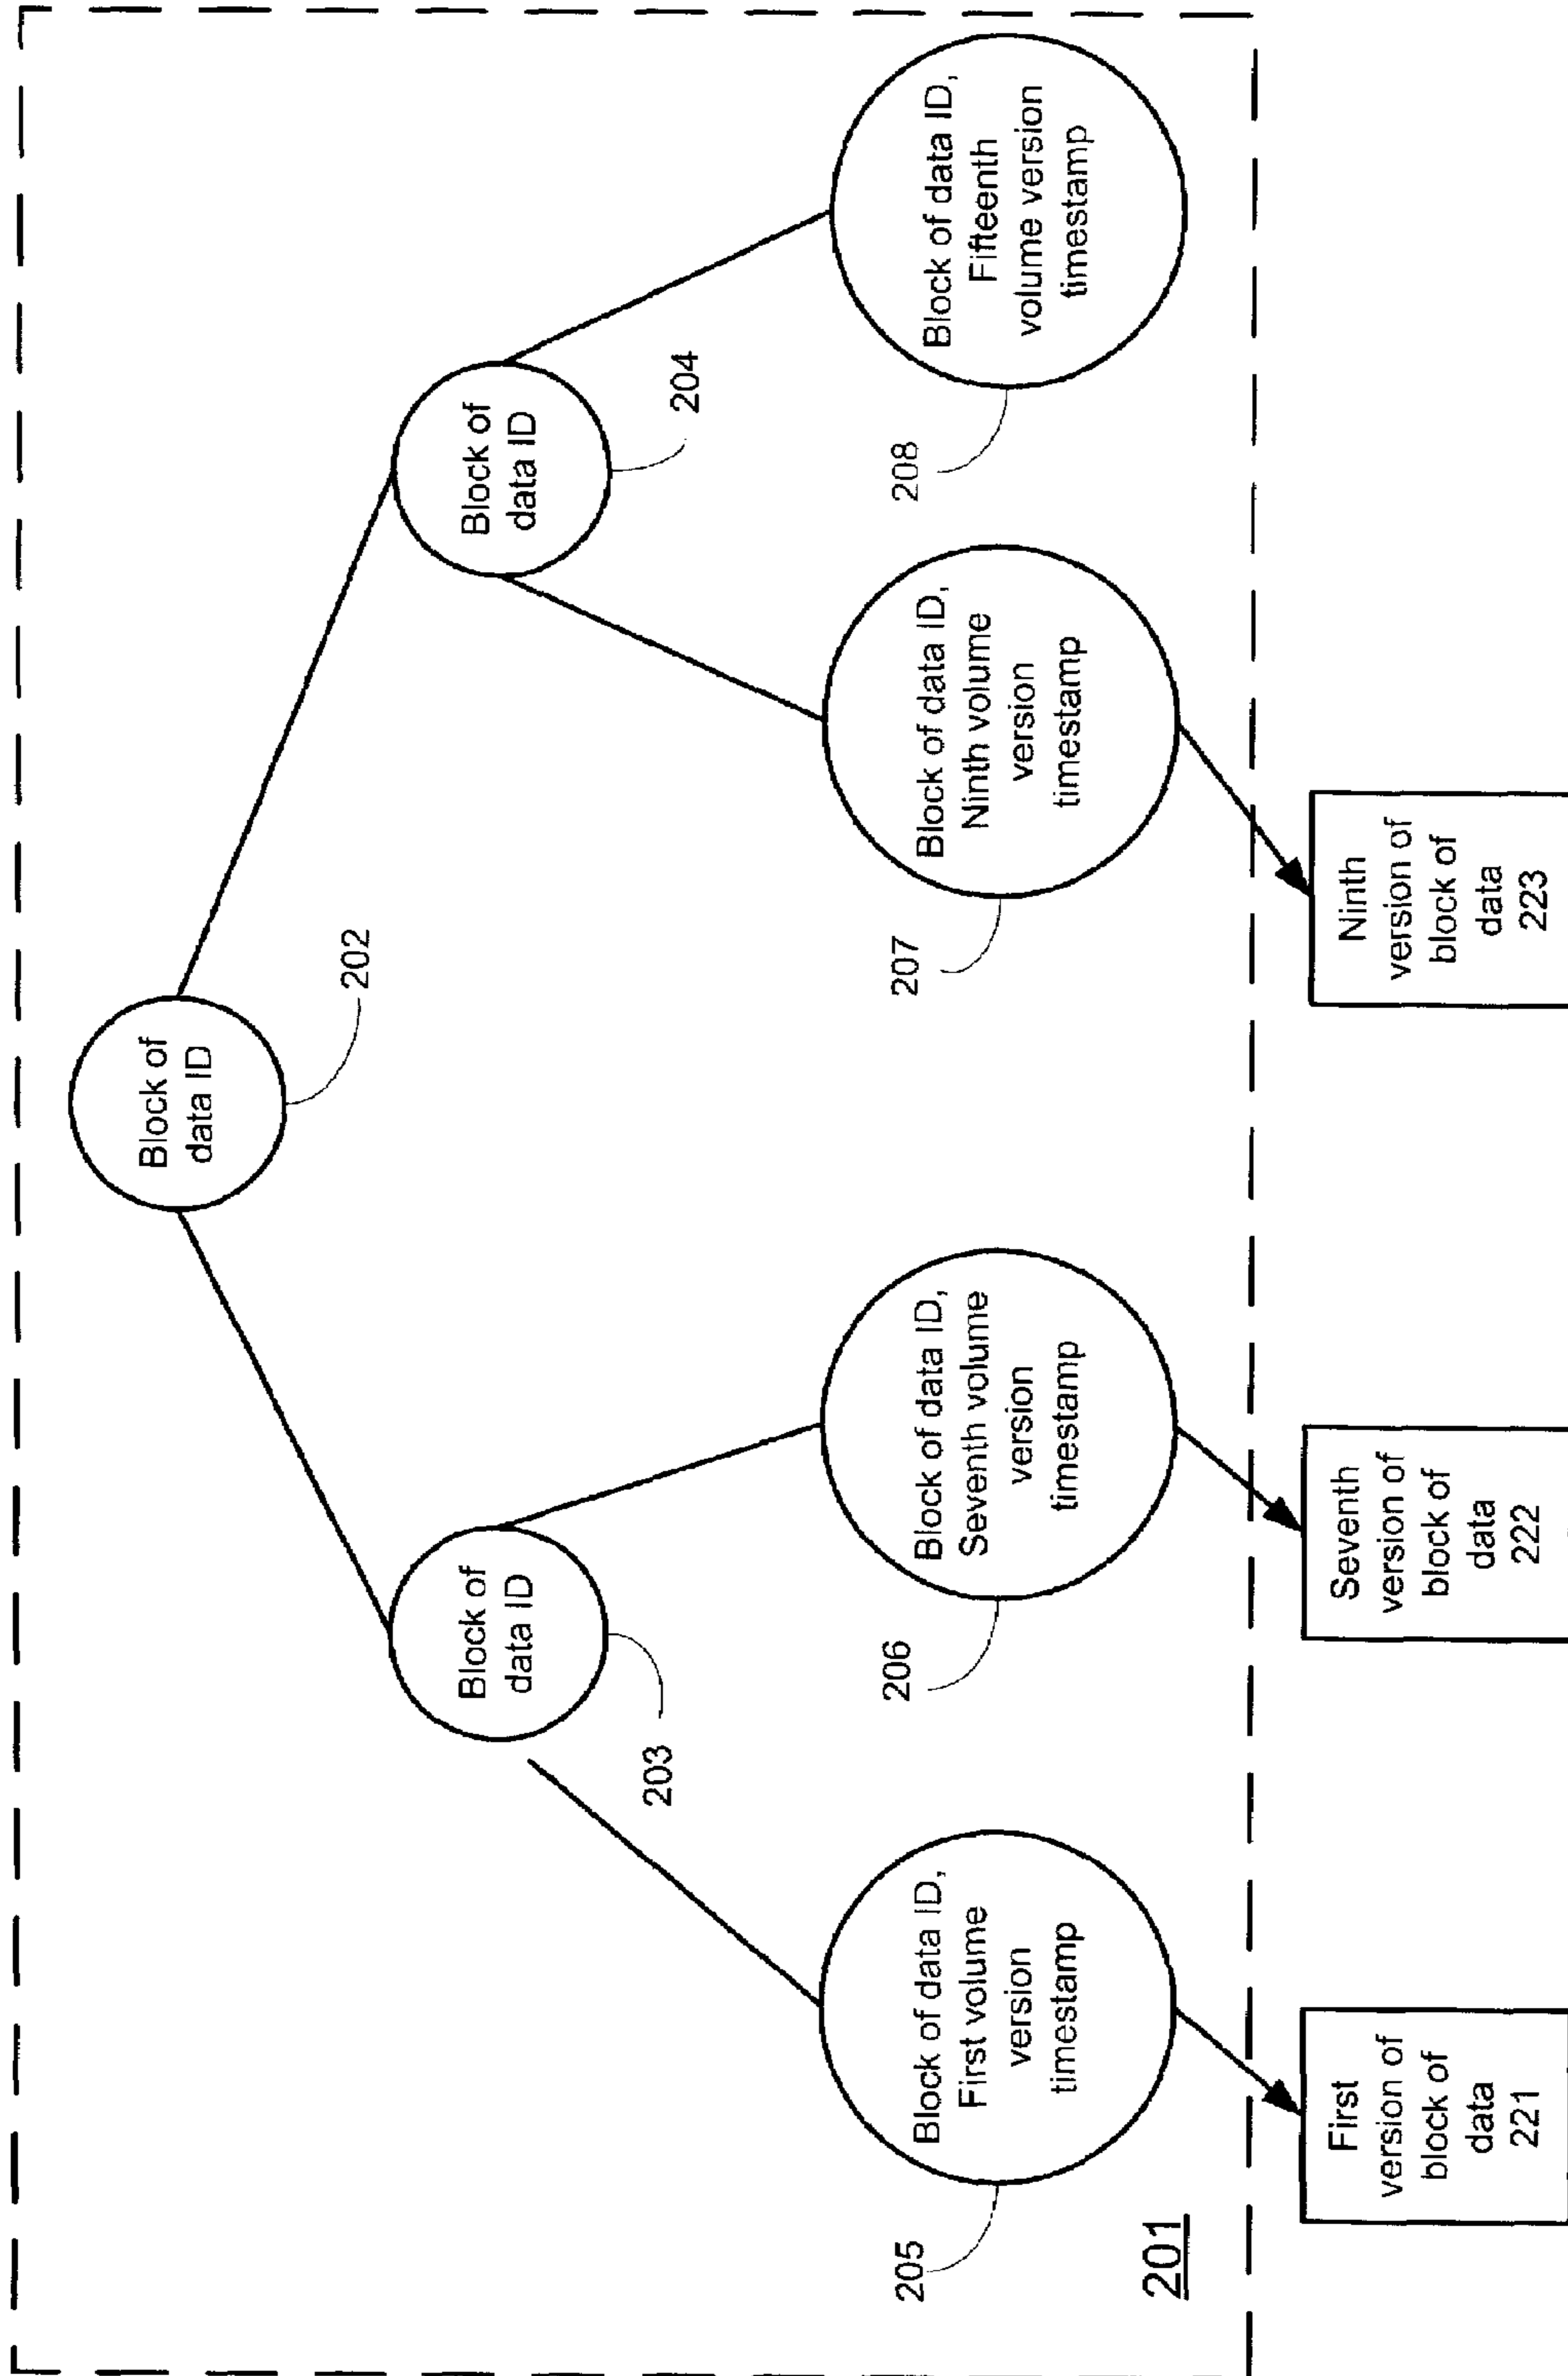 Block of
data ID
202
Block of
data ID
203
Block of
data ID
204
Block of data ID,
First volume
version
timestamp
205
Block of data ID,
Seventh volume
version
timestamp
206
Block of data ID,
Ninth volume
version
timestamp
207
Block of data ID,
Fifteenth
volume version
timestamp
208
201
First
version of
block of
data
221
Seventh
version of
block of
data
222
Ninth
version of
block of
data
223